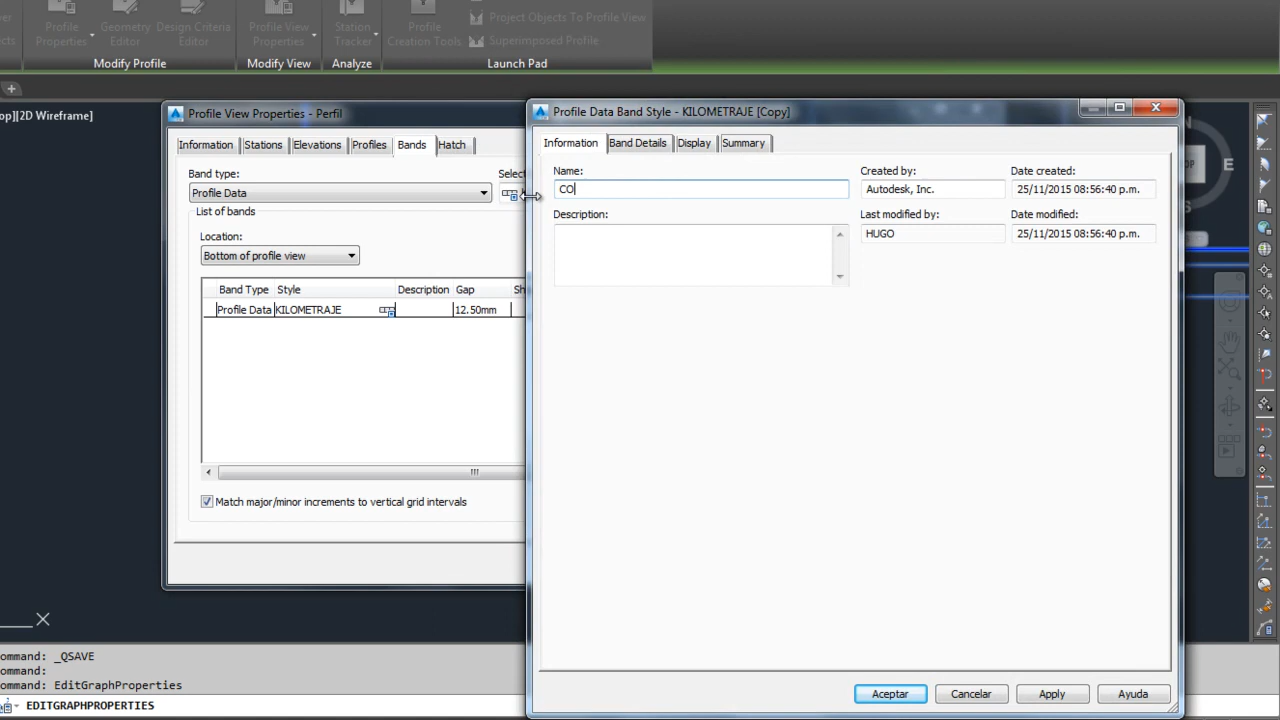 Profile Geometry Design Criteria Profile View Station Profile Project Objects To Profile View
Properties Editor Editor Properties Tracker Creation Tools Superimposed Profile
Modify Profile Modify View Analyze Launch Pad
][2D Wireframe]
Profile View Properties - Perfil
Information Stations Elevations Profiles Bands Hatch
Band type:
Profile Data
List of bands
Location:
Bottom of profile view
Band Type Style Description Gap
Profile Data KILOMETRAJE 12.50mm
Match major/minor increments to vertical grid intervals
Profile Data Band Style - KILOMETRAJE [Copy]
Information Band Details Display Summary
Name: Created by: Date created:
CO Autodesk, Inc. 25/11/2015 08:56:40 p.m.
Description: Last modified by: Date modified:
HUGO 25/11/2015 08:56:40 p.m.
Aceptar Cancelar Apply Ayuda
E
ommand: _QSAVE
ommand:
ommand: EditGraphProperties
EDITGRAPHPROPERTIES